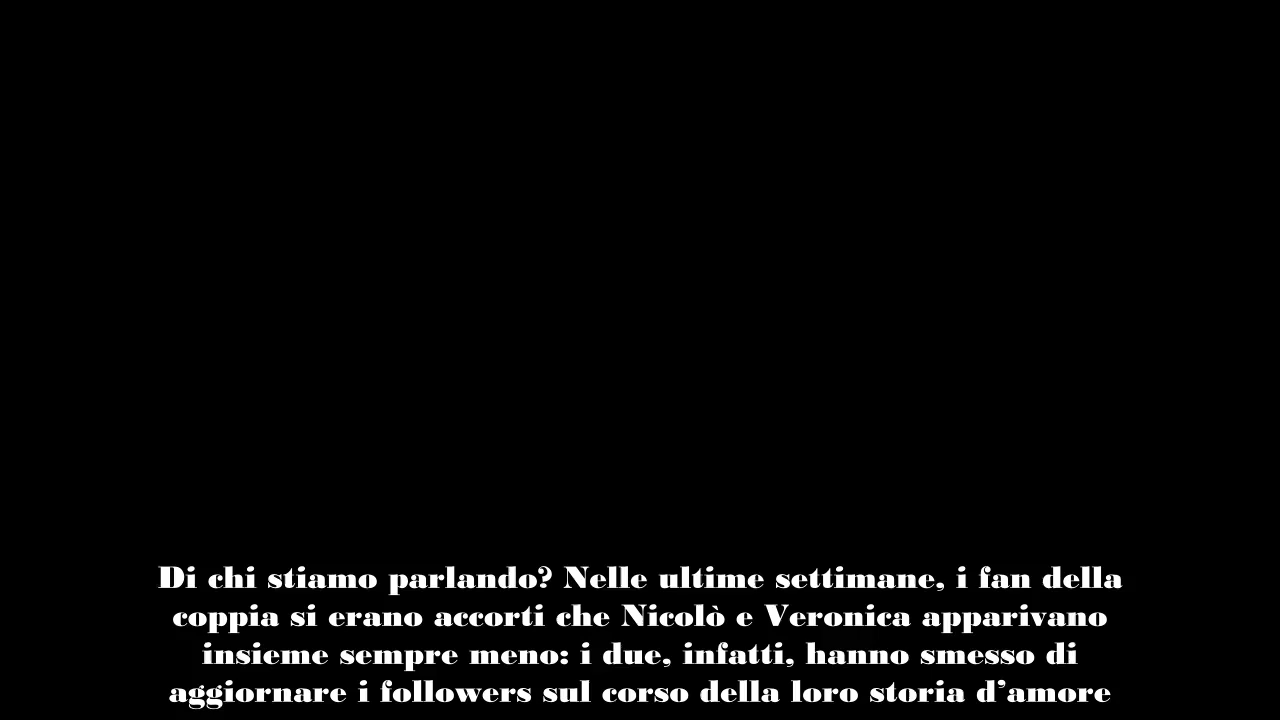 Di chi stiamo parlando? Nelle ultime settimane, i fan della
coppia si erano accorti che Nicolò e Veronica apparivano
insieme sempre meno: i due, infatti, hanno smesso di
aggiornare i followers sul corso della loro storia d’amore